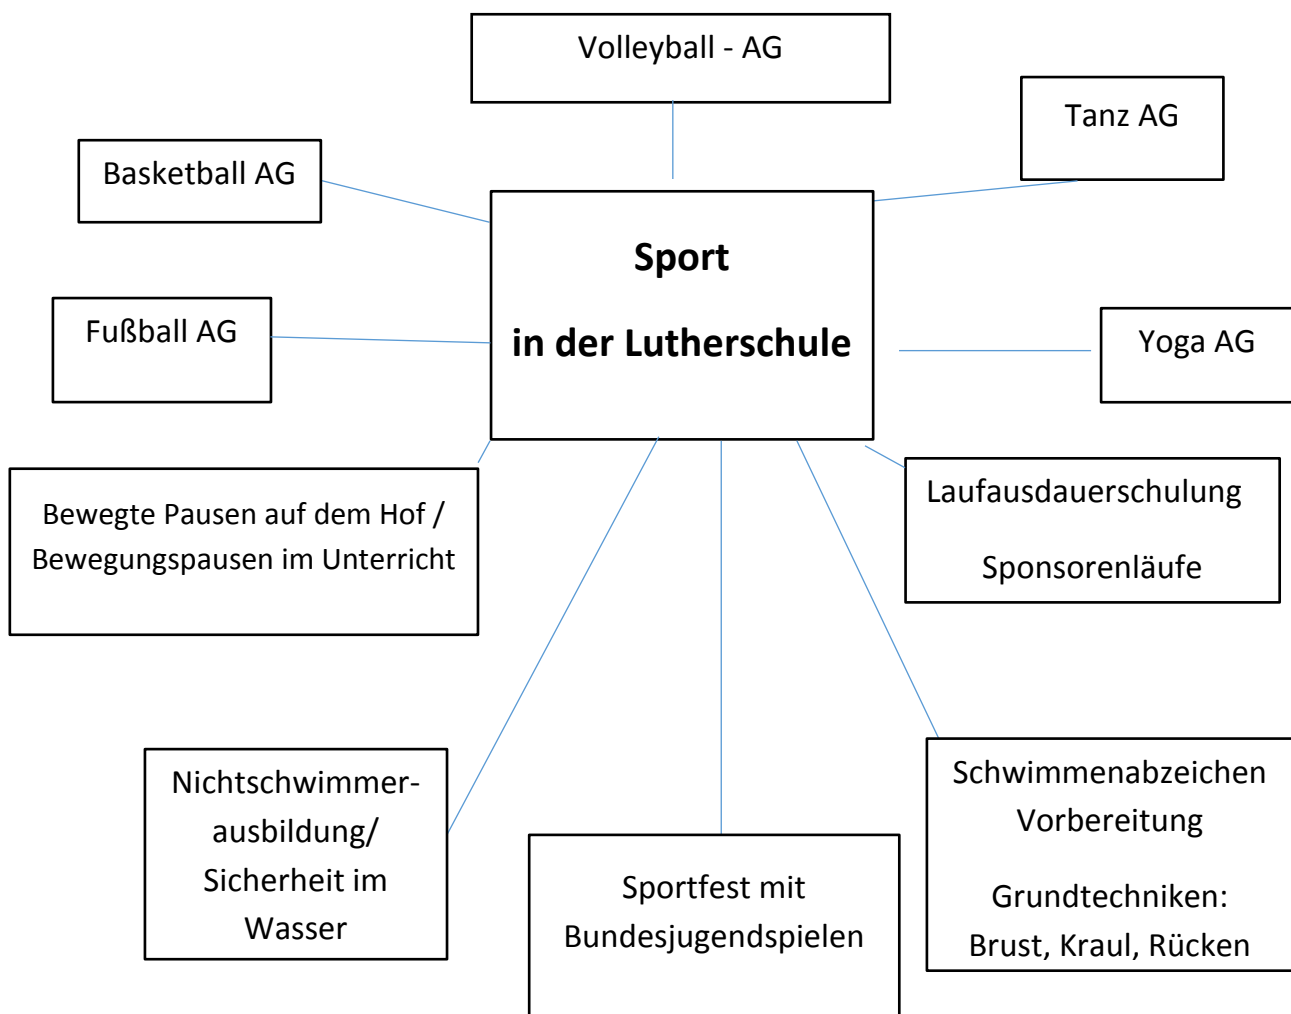 Volleyball - AG
Tanz AG
Basketball AG
Sport
in der Lutherschule
Fußball AG
Yoga AG
Bewegte Pausen auf dem Hof /
Bewegungspausen im Unterricht
Laufausdauerschulung
Sponsorenläufe
Nichtschwimmer-
ausbildung/
Sicherheit im
Wasser
Sportfest mit
Bundesjugendspielen
Schwimmenabzeichen
Vorbereitung
Grundtechniken:
Brust, Kraul, Rücken